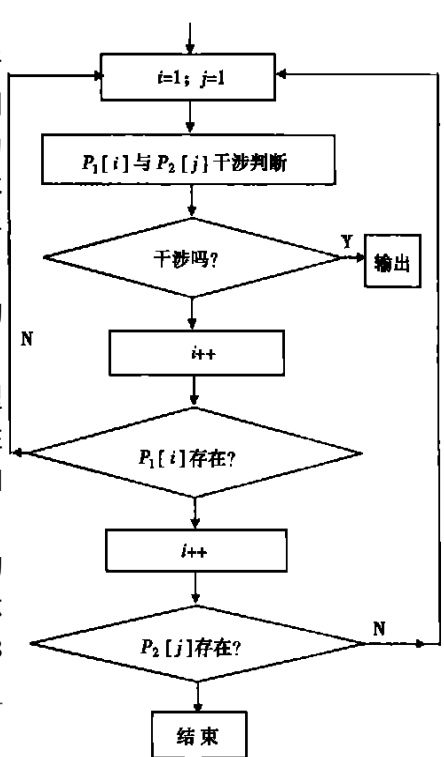 i=1；j=1
P₁[i]与P₂[j}干涉判断
干涉吗？
Y
输出
N
i++
P₁[i]存在？
i++
P₂[j]存在？
N
结束